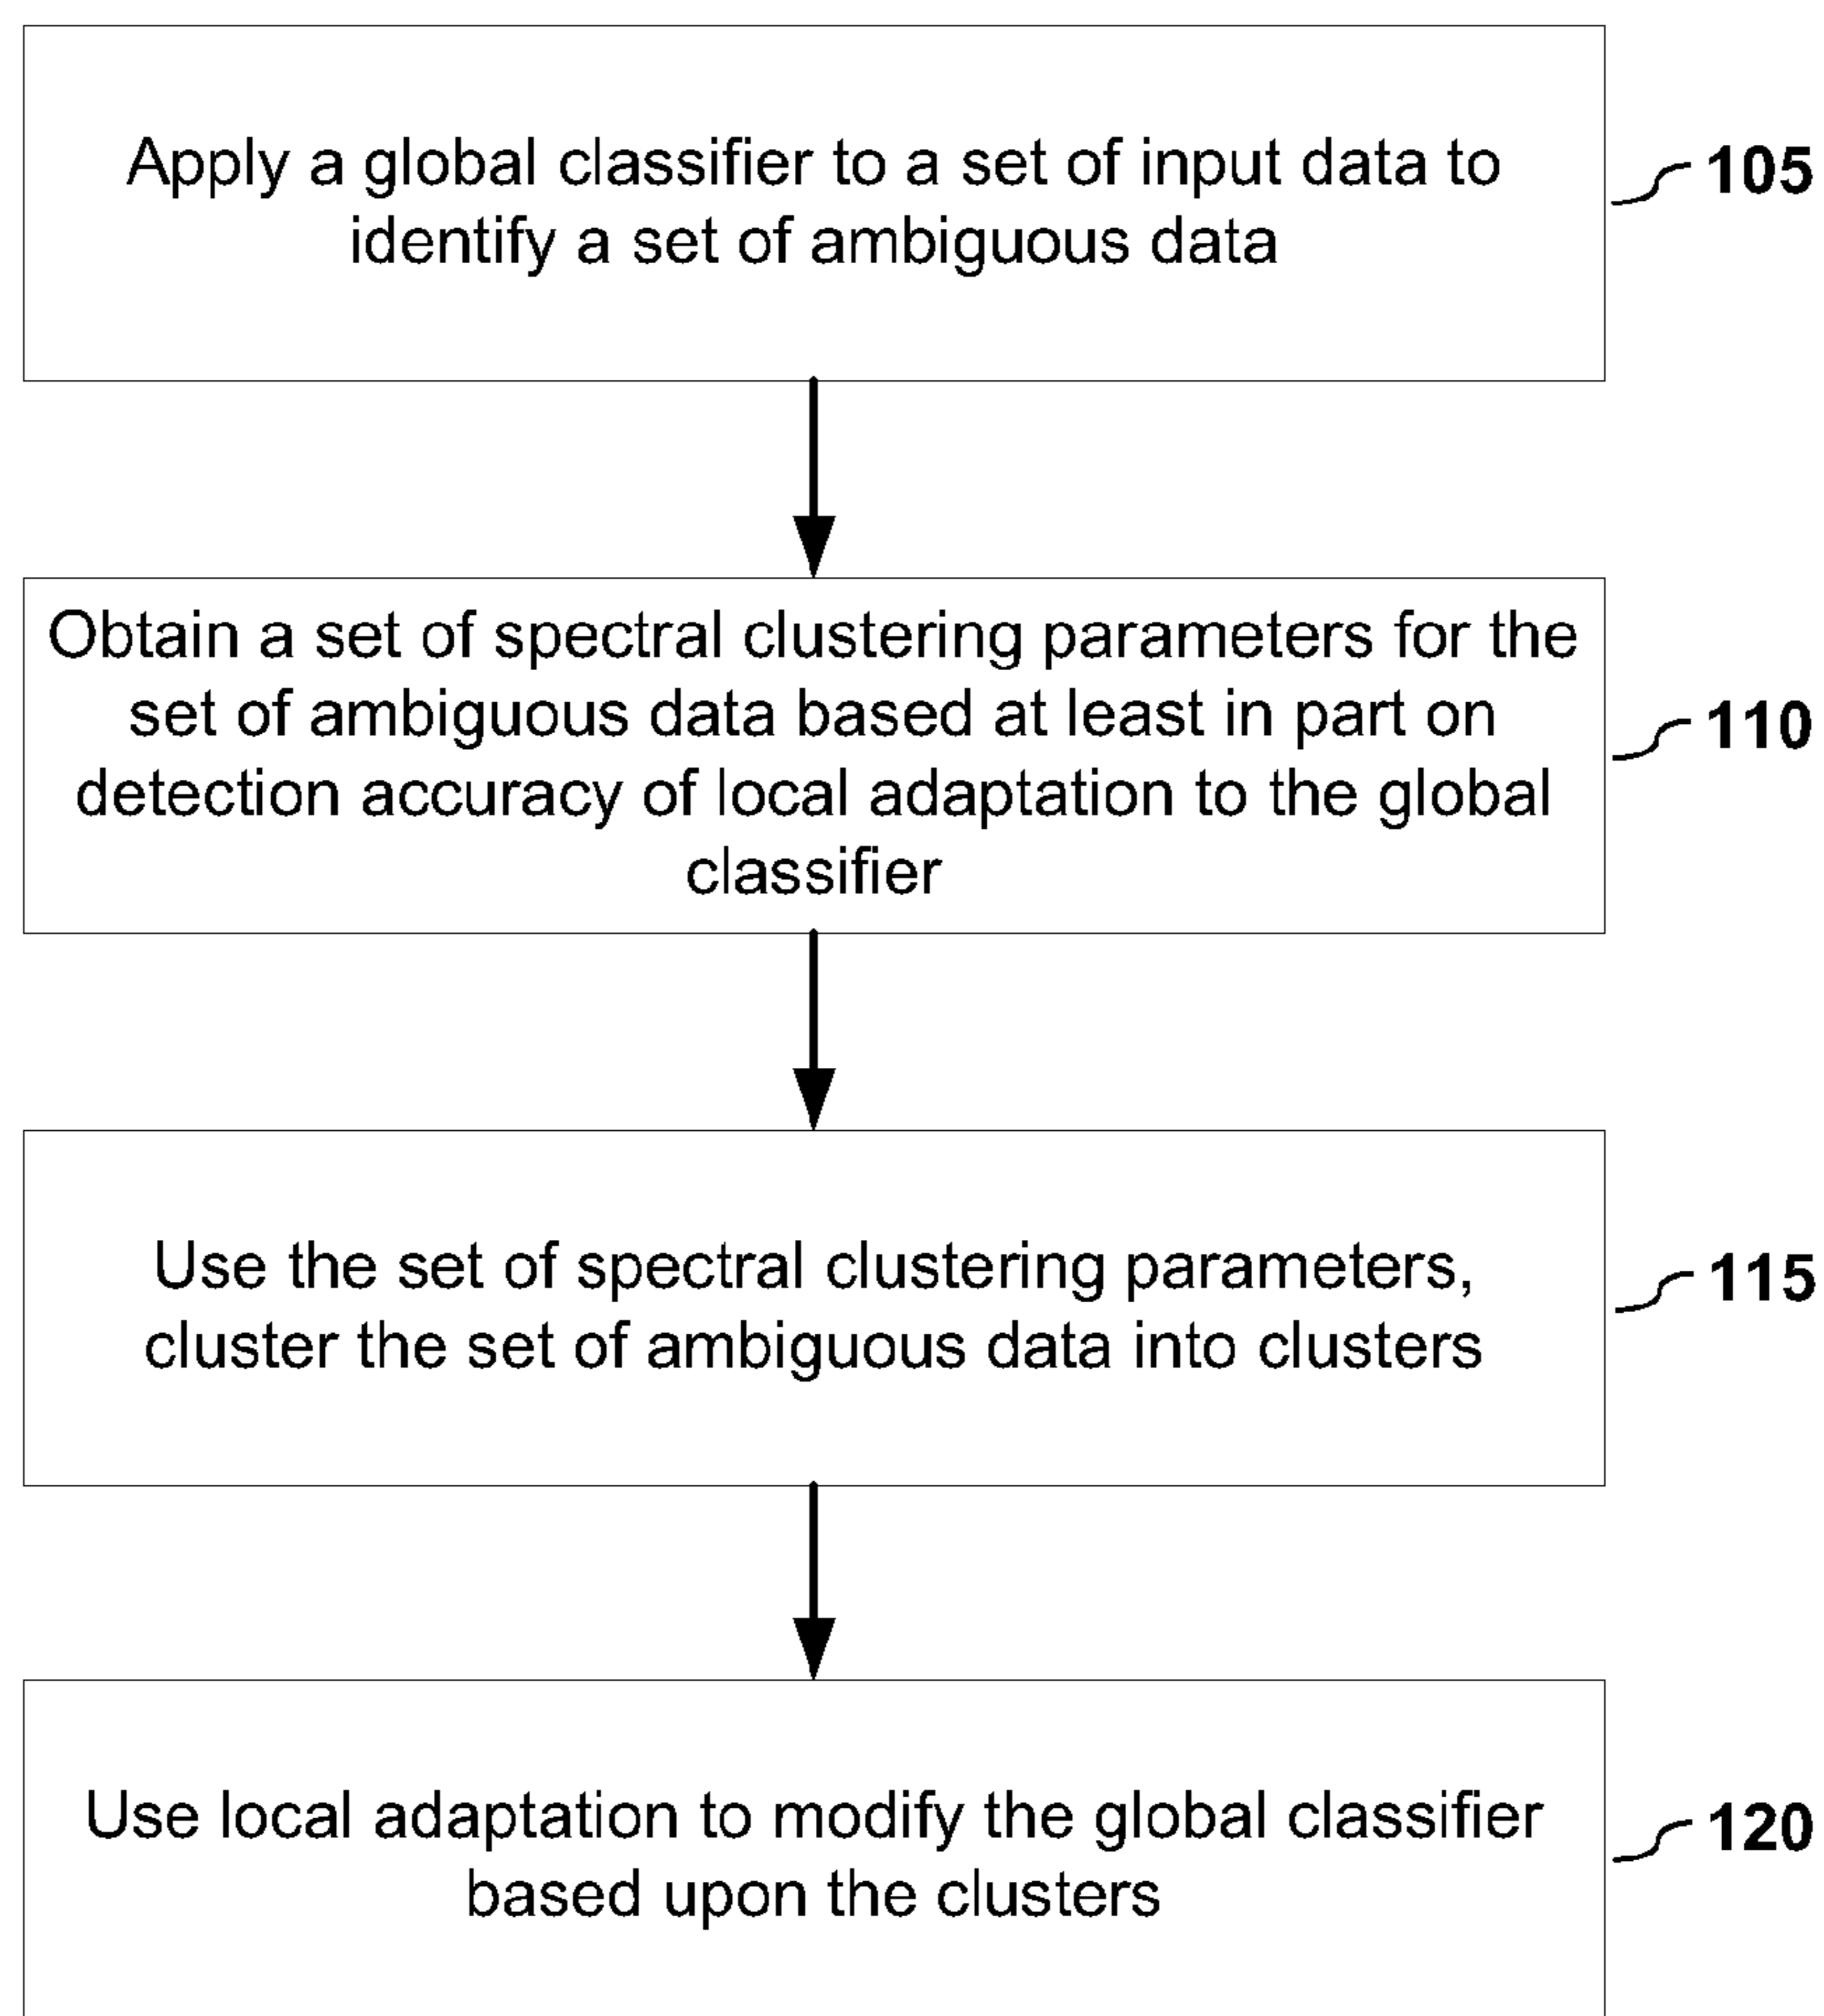 Apply a global classifier to a set of input data to
identify a set of ambiguous data
105
Obtain a set of spectral clustering parameters for the
set of ambiguous data based at least in part on
detection accuracy of local adaptation to the global
classifier
110
Use the set of spectral clustering parameters,
cluster the set of ambiguous data into clusters
115
Use local adaptation to modify the global classifier
based upon the clusters
120